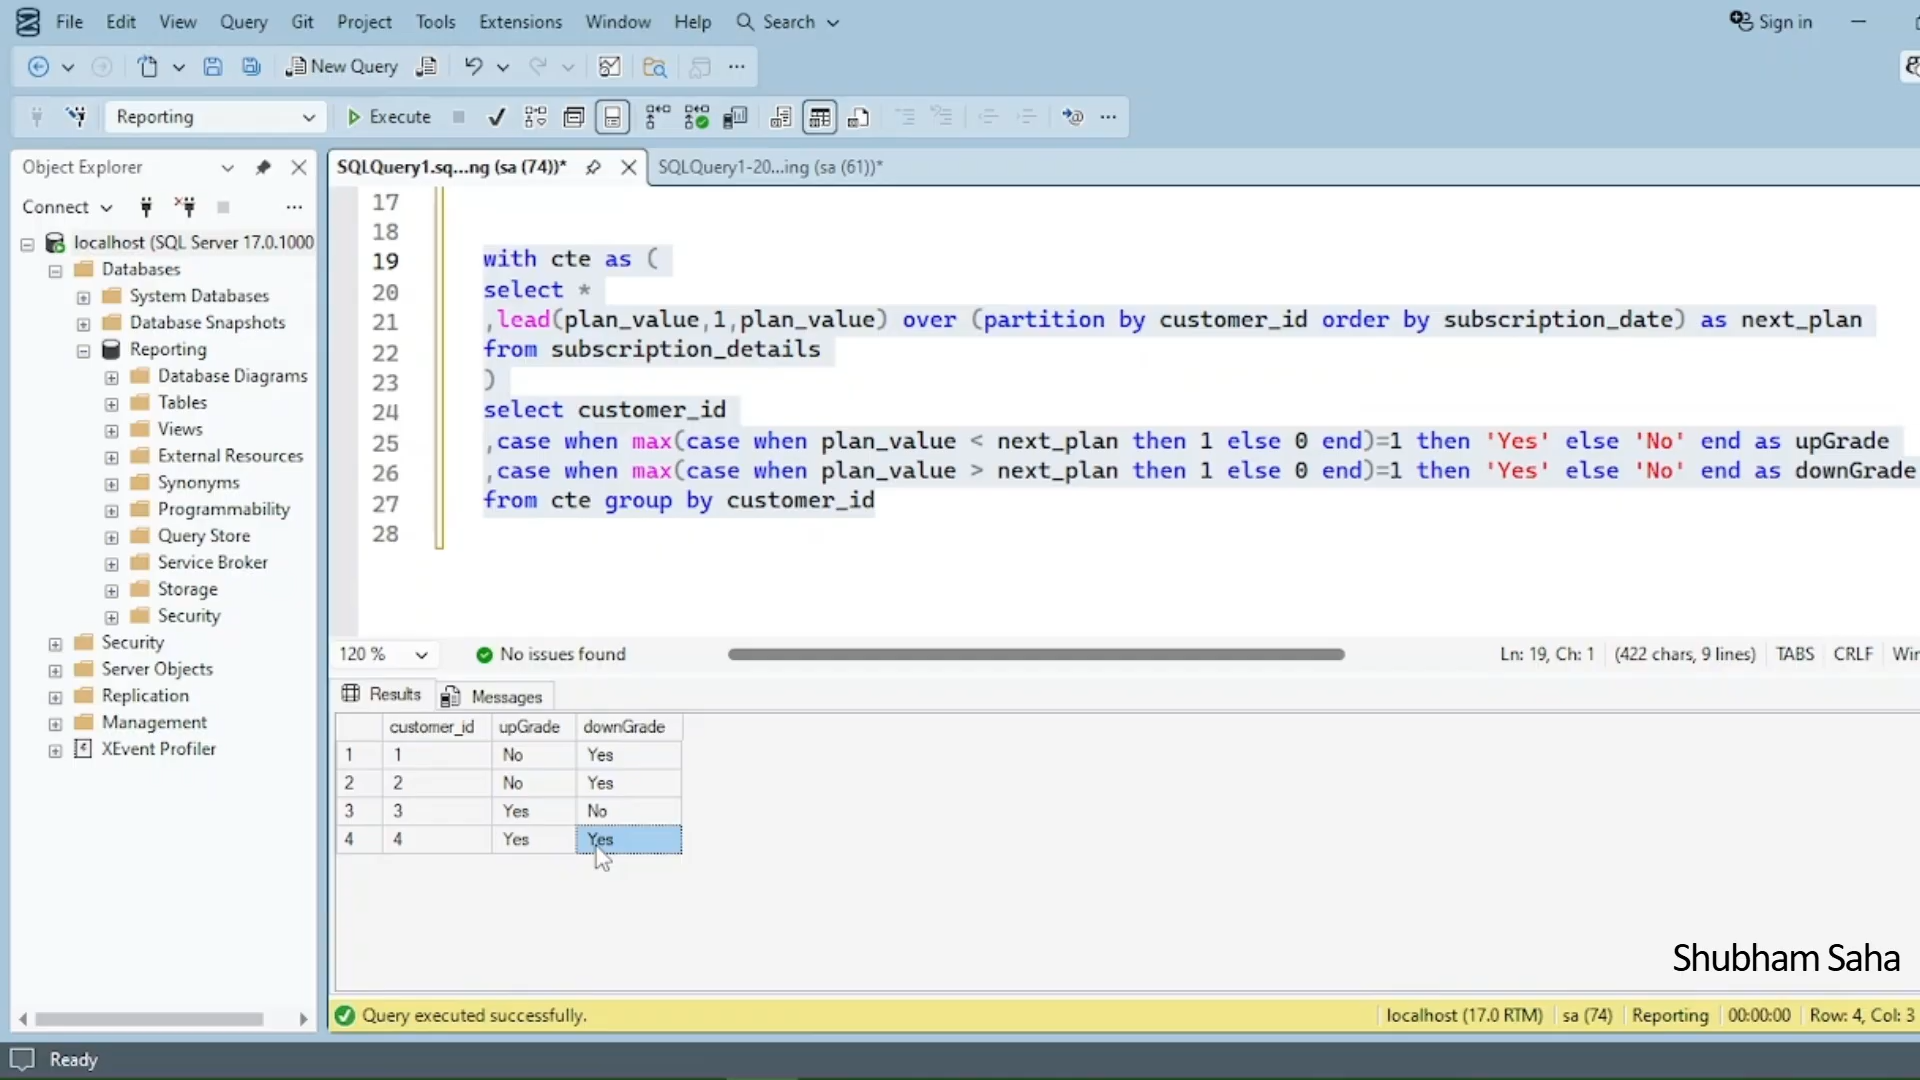 File Edit View Query Git Project Tools Extensions Window Help Search Sign in
New Query
Reporting Execute
Object Explorer
SQLQuery1.sq...ng (sa (74))* SQLQuery1-20...ing (sa (61))*
Connect
localhost (SQL Server 17.0.1000
Databases
System Databases
Database Snapshots
Reporting
Database Diagrams
Tables
Views
External Resources
Synonyms
Programmability
Query Store
Service Broker
Storage
Security
Security
Server Objects
Replication
Management
XEvent Profiler
17
18
19 with cte as (
20 select *
21 ,lead(plan_value,1,plan_value) over (partition by customer_id order by subscription_date) as next_plan
22 from subscription_details
23 )
24 select customer_id
25 ,case when max(case when plan_value < next_plan then 1 else 0 end)=1 then 'Yes' else 'No' end as upGrade
26 ,case when max(case when plan_value > next_plan then 1 else 0 end)=1 then 'Yes' else 'No' end as downGrade
27 from cte group by customer_id
28
120 % No issues found Ln: 19, Ch: 1 (422 chars, 9 lines) TABS CRLF Win
Results Messages
customer_id upGrade downGrade
1 1 No Yes
2 2 No Yes
3 3 Yes No
4 4 Yes Yes
Shubham Saha
Query executed successfully. localhost (17.0 RTM) sa (74) Reporting 00:00:00 Row: 4, Col: 3
Ready